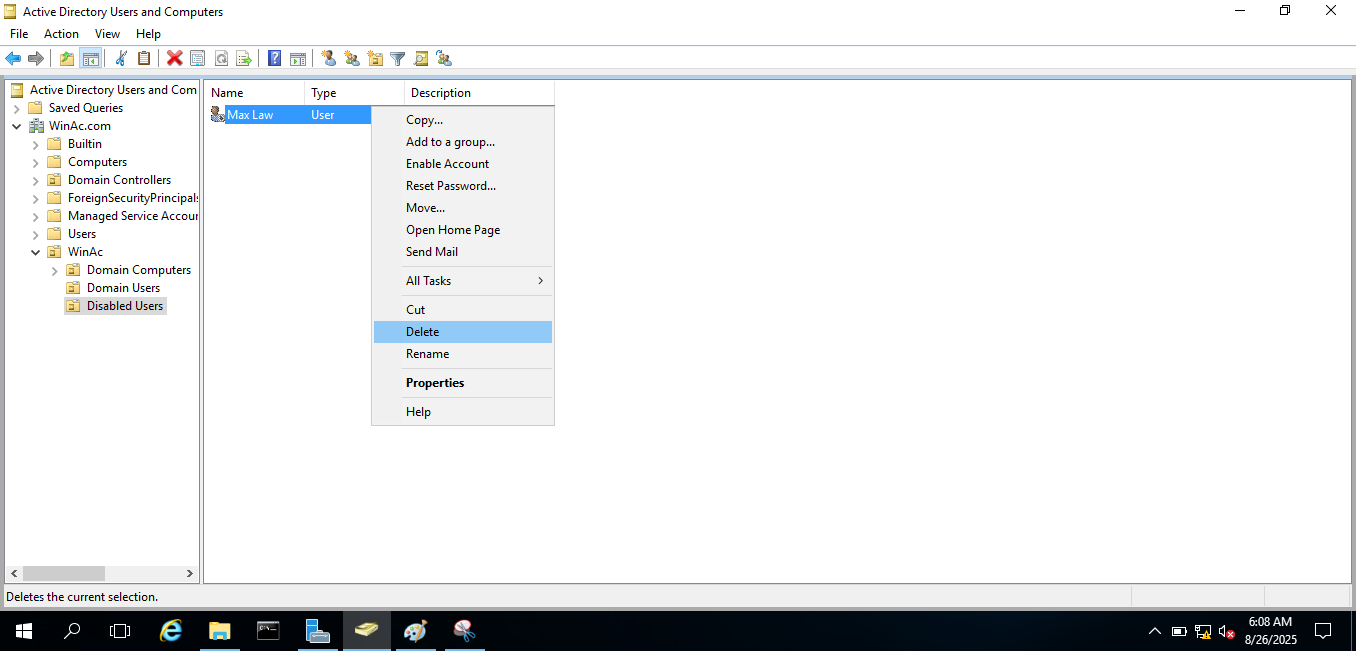 Active Directory Users and Computers
File Action View Help
Active Directory Users and Com
Saved Queries
WinAc.com
Builtin
Computers
Domain Controllers
ForeignSecurityPrincipals
Managed Service Accour
Users
WinAc
Domain Computers
Domain Users
Disabled Users
Name Type Description
Max Law User
Copy...
Add to a group...
Enable Account
Reset Password...
Move...
Open Home Page
Send Mail
All Tasks
Cut
Delete
Rename
Properties
Help
Deletes the current selection.
6:08 AM
8/26/2025